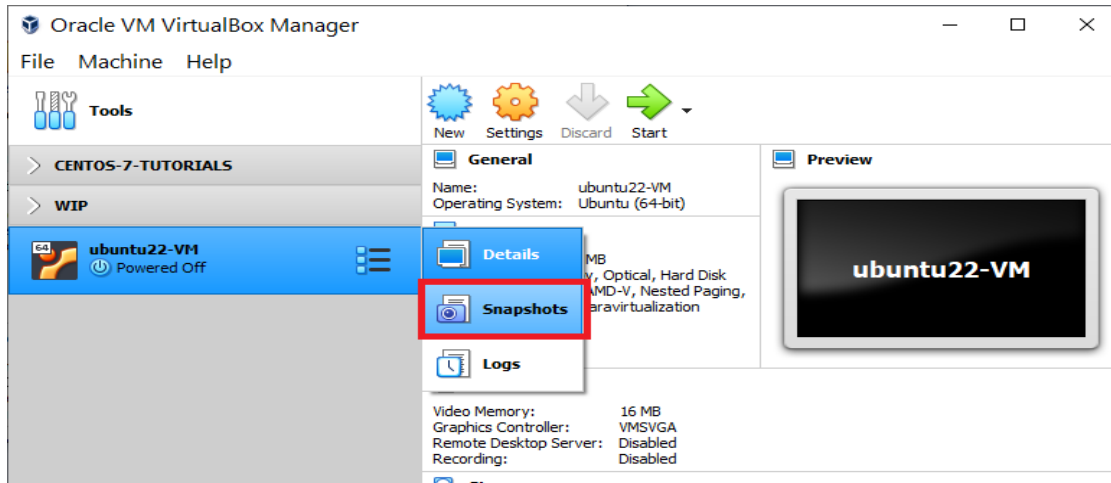 Oracle VM VirtualBox Manager
File Machine Help
Tools
New Settings Discard Start
CENTOS-7-TUTORIALS
WIP
64
ubuntu22-VM
Powered Off
General
Name: ubuntu22-VM
Operating System: Ubuntu (64-bit)
Preview
ubuntu22-VM
Details
Snapshots
Logs
MB
, Optical, Hard Disk
AMD-V, Nested Paging,
aravirtualization
Video Memory: 16 MB
Graphics Controller: VMSVGA
Remote Desktop Server: Disabled
Recording: Disabled